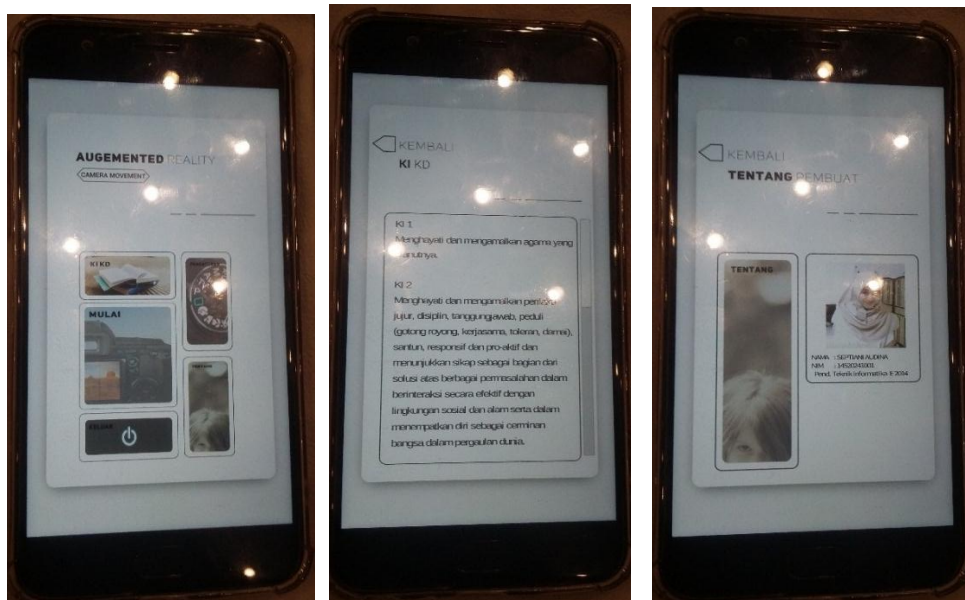 AUGEMENTED REALITY
CAMERA MOVEMENT
KI KD
MULAI
KEMBALI
KI KD
KI 1
Menghayati dan mengamalkan agama yang
KI 2
Menghayati dan mengamalkan
jujur, disiplin, tanggungjawab, peduli
(gotong royong, kerjasama, toleran, damai),
santun, responsif dan pro-aktif dan
menunjukkan sikap sebagai bagian dari
solusi atas berbagai permasalahan dalam
berinteraksi secara efektif dengan
lingkungan sosial dan alam serta dalam
menempatkan diri sebagai cerminan
bangsa dalam pergaulan dunia.
KEMBALI
TENTANG PEMBUAT
TENTANG
NAMA : SEPTIANI AUDINA
NIM : 14520241001
Pend. Teknik Informatika E 2014